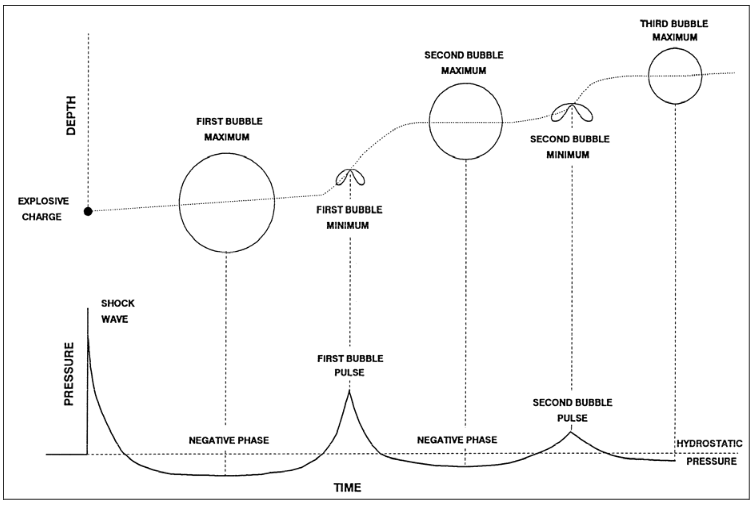 THIRD BUBBLE
MAXIMUM
SECOND BUBBLE
MAXIMUM
DEPTH
FIRST BUBBLE
MAXIMUM
SECOND BUBBLE
MINIMUM
EXPLOSIVE
CHARGE
FIRST BUBBLE
MINIMUM
SHOCK
WAVE
PRESSURE
FIRST BUBBLE
PULSE
SECOND BUBBLE
PULSE
NEGATIVE PHASE
NEGATIVE PHASE
HYDROSTATIC
PRESSURE
TIME